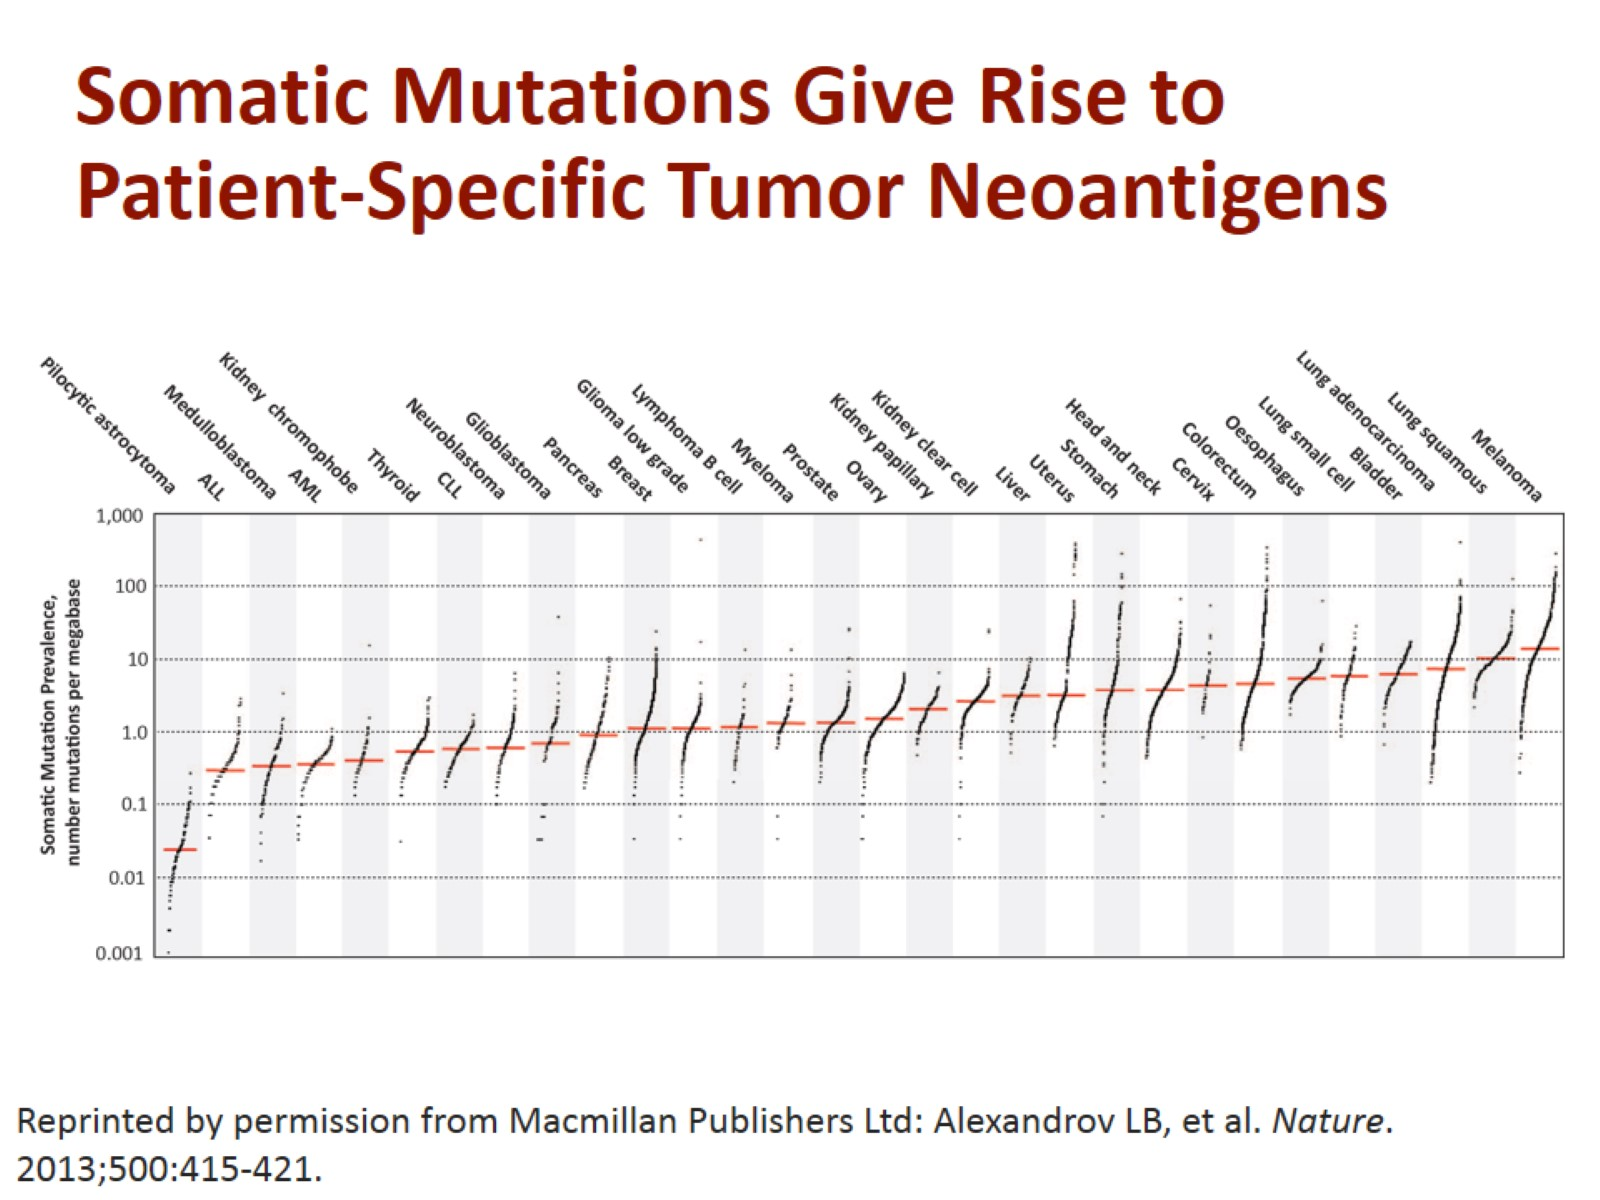 Somatic Mutations Give Rise to
Patient-Specific Tumor Neoantigens
Pilocytic astrocytoma
ALL
Medulloblastoma
AML
Kidney chromophobe
Thyroid
CLL
Neuroblastoma
Glioblastoma
Pancreas
Breast
Glioma low grade
Lymphoma B cell
Myeloma
Prostate
Ovary
Kidney papillary
Kidney clear cell
Liver
Uterus
Stomach
Head and neck
Cervix
Colorectum
Oesophagus
Lung small cell
Bladder
Lung adenocarcinoma
Lung squamous
Melanoma
Somatic Mutation Prevalence,
number mutations per megabase
1,000
100
10
1.0
0.1
0.01
0.001
Reprinted by permission from Macmillan Publishers Ltd: Alexandrov LB, et al. Nature.
2013;500:415-421.